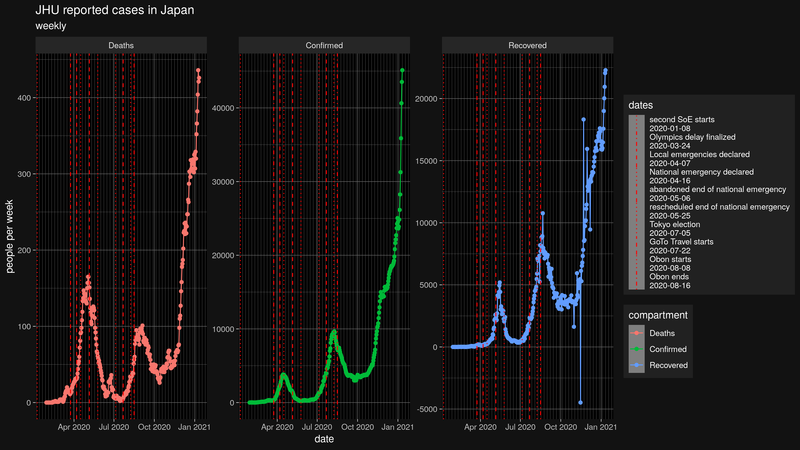 JHU reported cases in Japan
weekly
Deaths
Confirmed
Recovered
people per week
400
300
200
100
0
40000
30000
20000
10000
0
20000
15000
10000
5000
0
-5000
Apr 2020
Jul 2020
Oct 2020
Jan 2021
Apr 2020
Jul 2020
Oct 2020
Jan 2021
Apr 2020
Jul 2020
Oct 2020
Jan 2021
date
dates
second SoE starts
2020-01-08
Olympics delay finalized
2020-03-24
Local emergencies declared
2020-04-07
National emergency declared
2020-04-16
abandoned end of national emergency
2020-05-06
rescheduled end of national emergency
2020-05-25
Tokyo election
2020-07-05
GoTo Travel starts
2020-07-22
Obon starts
2020-08-08
Obon ends
2020-08-16
compartment
Deaths
Confirmed
Recovered